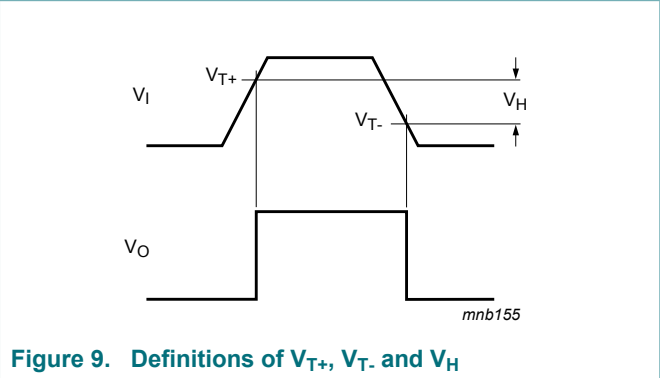 VT+
VI
VH
VT-
VO
mnb155
Figure 9. Definitions of VT+, VT- and VH